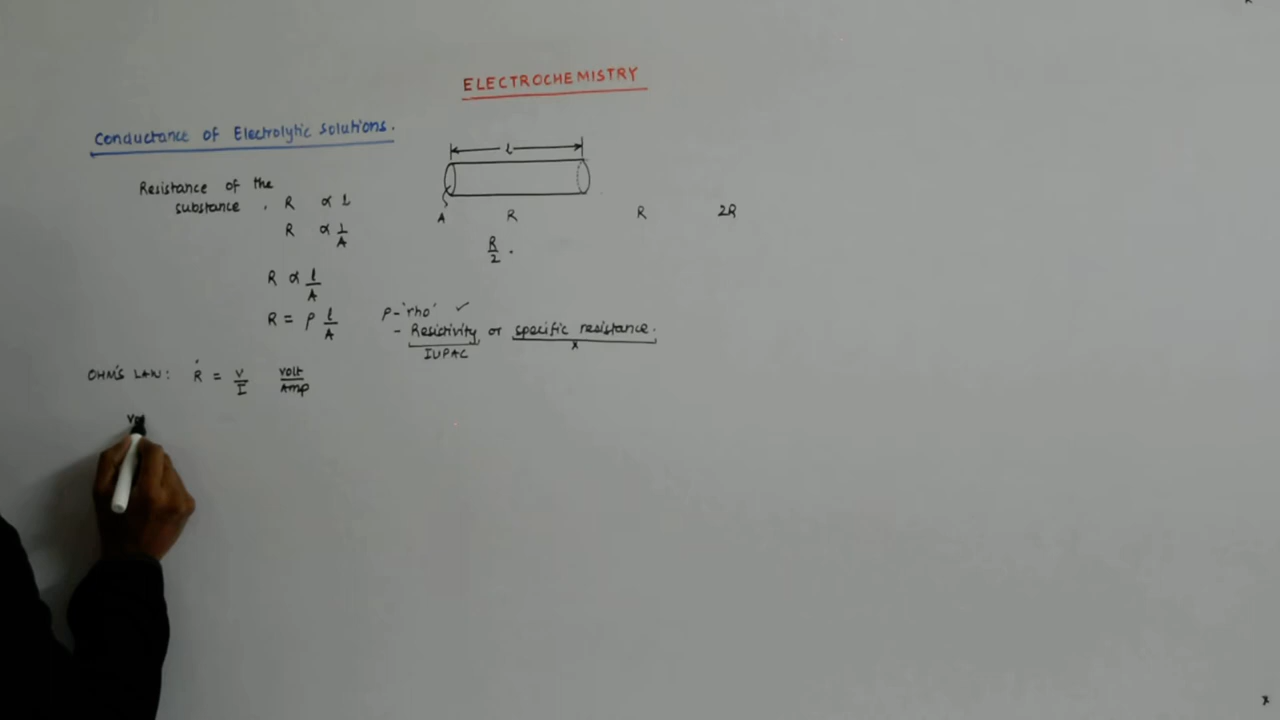 ELECTROCHEMISTRY
Conductance of Electrolytic Solutions.
Resistance of the
substance , R ∝ l
R ∝ 1/A
R ∝ l/A
R = ρ l/A
l
A R R 2R
R/2 .
ρ - 'rho' ✓
- Resictivity or specific resistance.
IUPAC x
OHM'S LAW : R = V/I volt/Amp
x